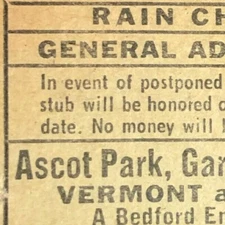 RAIN CH
GENERAL AD
In event of postponed
stub will be honored o
date. No money will
Ascot Park, Gar
VERMONT a
A Bedford En